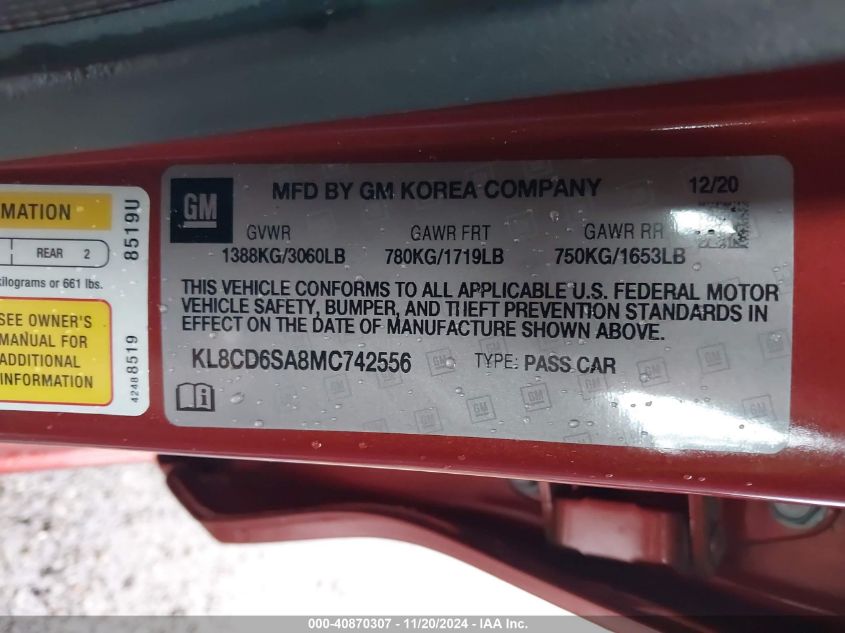 MATION
8519U
REAR 2
kilograms or 661 lbs.
SEE OWNER'S
MANUAL FOR
ADDITIONAL
INFORMATION
42488519
GM
MFD BY GM KOREA COMPANY 12/20
GVWR GAWR FRT GAWR RR
1388KG/3060LB 780KG/1719LB 750KG/1653LB
THIS VEHICLE CONFORMS TO ALL APPLICABLE U.S. FEDERAL MOTOR
VEHICLE SAFETY, BUMPER, AND THEFT PREVENTION STANDARDS IN
EFFECT ON THE DATE OF MANUFACTURE SHOWN ABOVE.
KL8CD6SA8MC742556 TYPE: PASS CAR
000-40870307 - 11/20/2024 - IAA Inc.